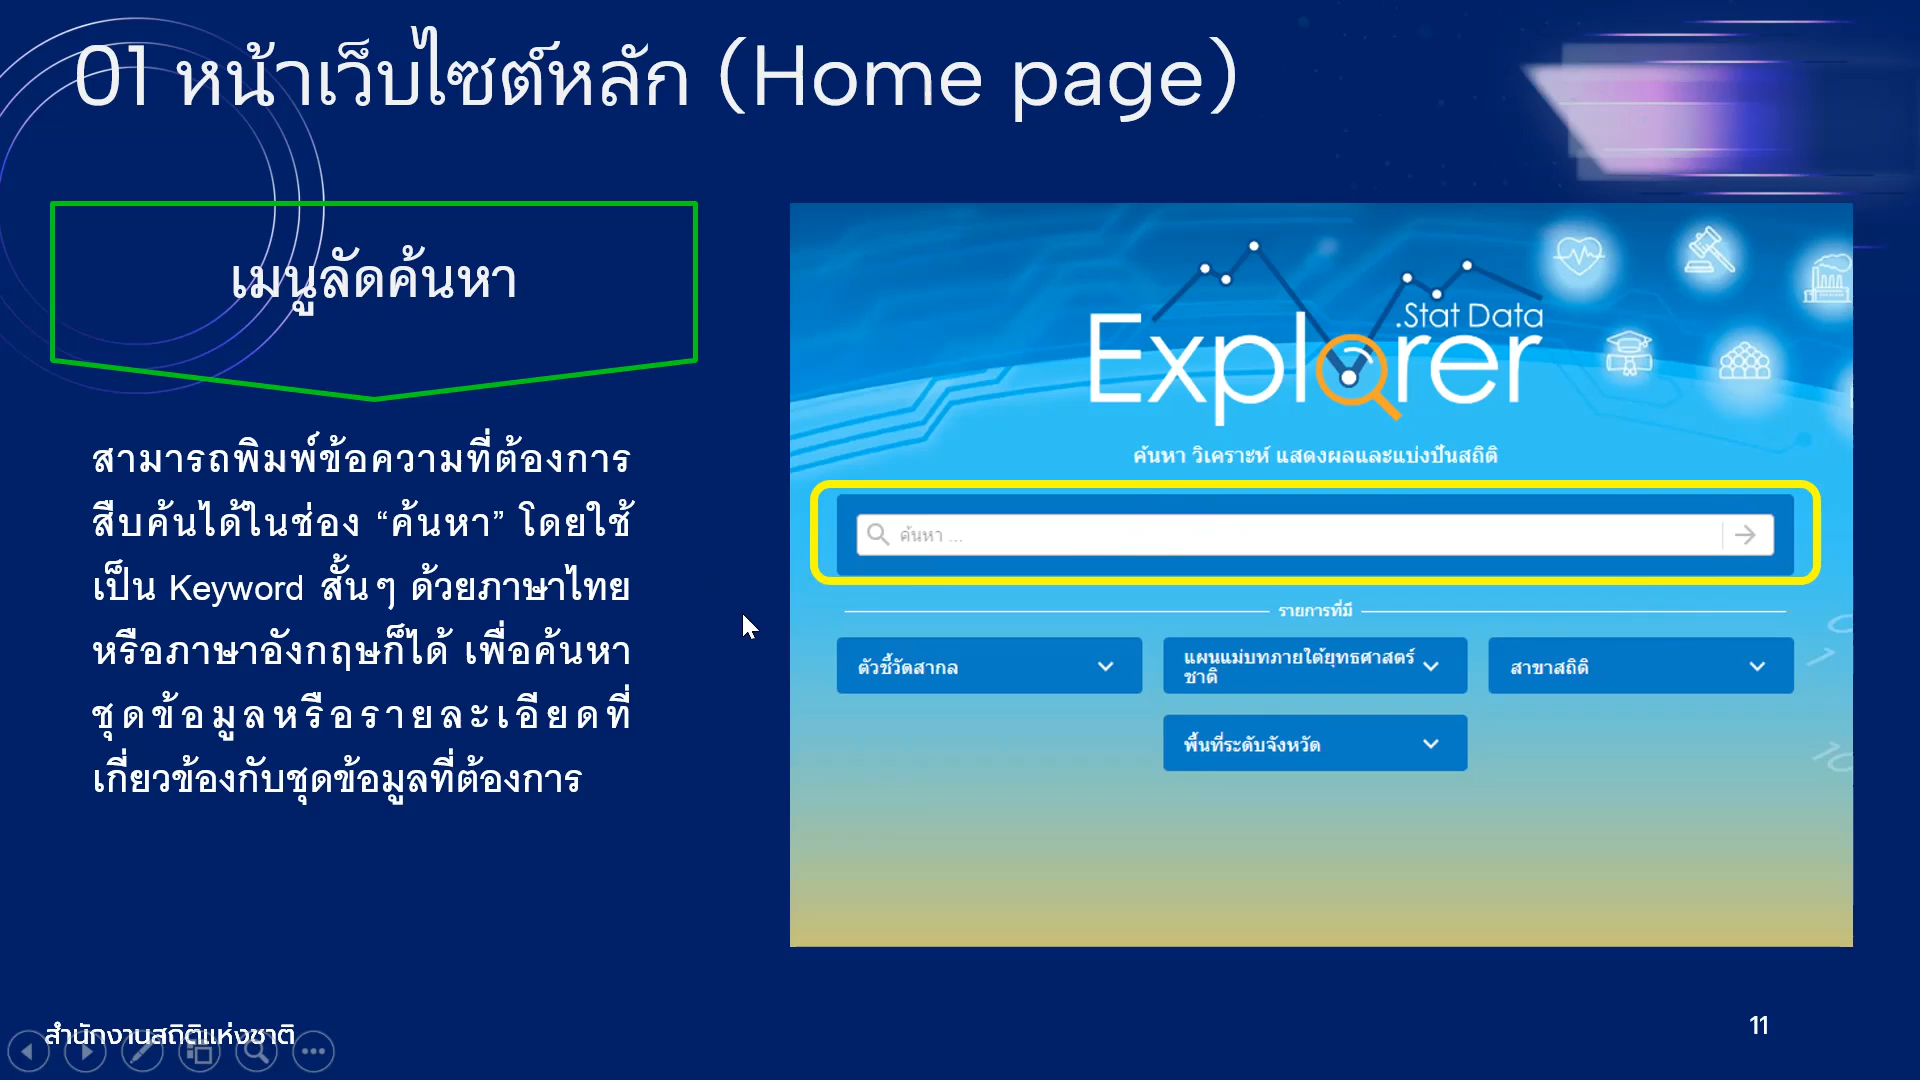 01 หน้าเว็บไซต์หลัก (Home page)
เมนูลัดค้นหา
สามารถพิมพ์ข้อความที่ต้องการ
สืบค้นได้ในช่อง “ค้นหา” โดยใช้
เป็น Keyword สั้นๆ ด้วยภาษาไทย
หรือภาษาอังกฤษก็ได้ เพื่อค้นหา
ชุดข้อมูลหรือรายละเอียดที่
เกี่ยวข้องกับชุดข้อมูลที่ต้องการ
.Stat Data
Explorer
ค้นหา วิเคราะห์ แสดงผลและแบ่งปันสถิติ
ค้นหา ...
รายการที่มี
ตัวชี้วัดสากล
แผนแม่บทภายใต้ยุทธศาสตร์
ชาติ
สาขาสถิติ
พื้นที่ระดับจังหวัด
สำนักงานสถิติแห่งชาติ
11